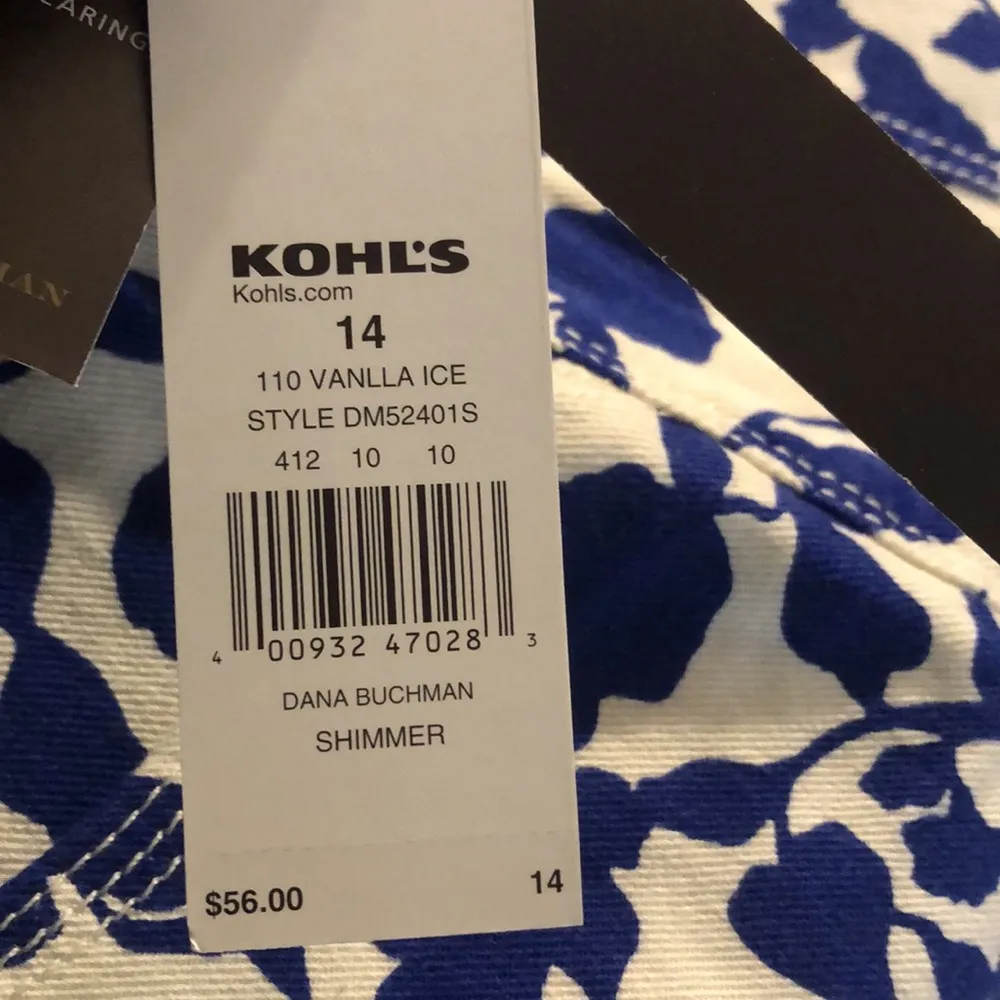 KOHL'S
Kohls.com
14
110 VANLLA ICE
STYLE DM52401S
412 10 10
4 00932 47028 3
DANA BUCHMAN
SHIMMER
$56.00 14